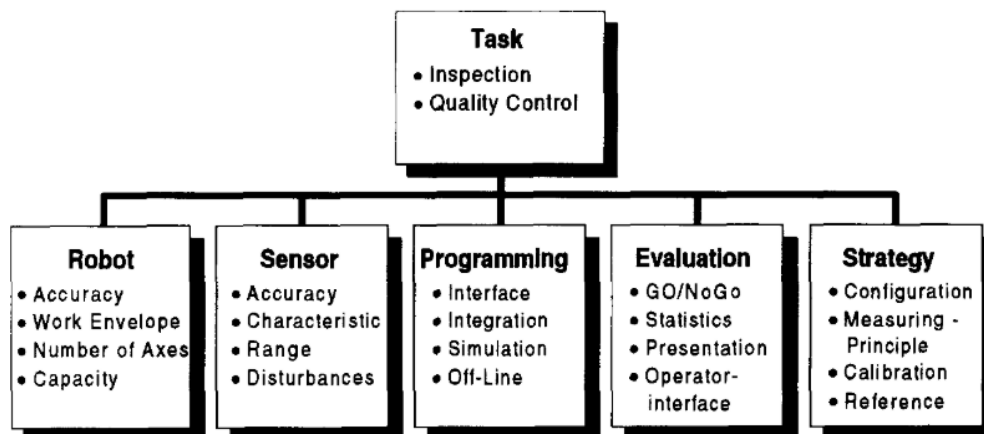 Task
• Inspection
• Quality Control
Robot
• Accuracy
• Work Envelope
• Number of Axes
• Capacity
Sensor
• Accuracy
• Characteristic
• Range
• Disturbances
Programming
• Interface
• Integration
• Simulation
• Off-Line
Evaluation
• GO/NoGo
• Statistics
• Presentation
• Operator-
interface
Strategy
• Configuration
• Measuring -
Principle
• Calibration
• Reference